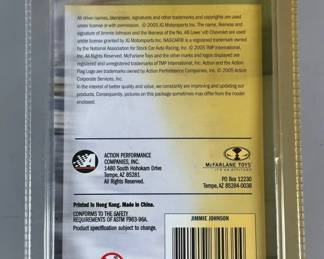 All driver names, likenesses, signatures and other trademarks and copyrights are used
under license or with permission. © 2005 JG Motorsports Inc. The name, likeness and
signature of Jimmie Johnson and the likeness of the No. 48 Lowe's® Chevrolet are used
under license granted by JG Motorsports Inc. NASCAR® is a registered trademark owned
by the National Association for Stock Car Auto Racing, Inc. © 2005 TMP International,
Inc. All McFarlane Toys and the other marks and logos displayed are
registered and unregistered trademarks of TMP International, Inc. Action and the Action
Flag Logo are trademarks owned by Action Performance Companies, Inc. © 2005 Action
Corporate Services, Inc.
In the interest of better quality and value, we are constantly improving and updating our
products. Consequently, pictures on this package sometimes may differ from the model
enclosed.
ACTION PERFORMANCE
COMPANIES, INC.
1480 South Hohokam Drive
Tempe, AZ 85281
All Rights Reserved.
McFARLANE TOYS
PO Box 12230
Tempe, AZ 85284-0038
Printed in Hong Kong. Made in China.
CONFORMS TO THE SAFETY
REQUIREMENTS OF ASTM F963-96A.
Product specification subject to change.
JIMMIE JOHNSON